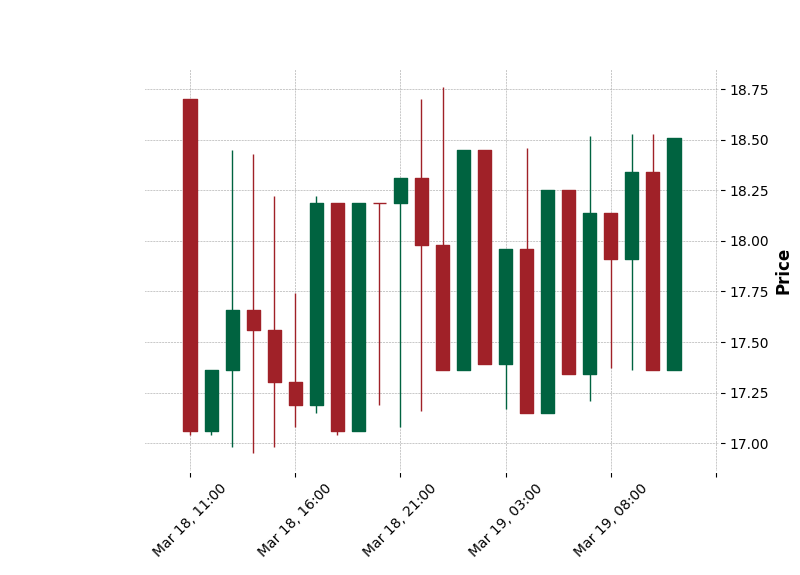 18.75
18.50
18.25
18.00
17.75
17.50
17.25
17.00
Price
Mar 18, 11:00
Mar 18, 16:00
Mar 18, 21:00
Mar 19, 03:00
Mar 19, 08:00